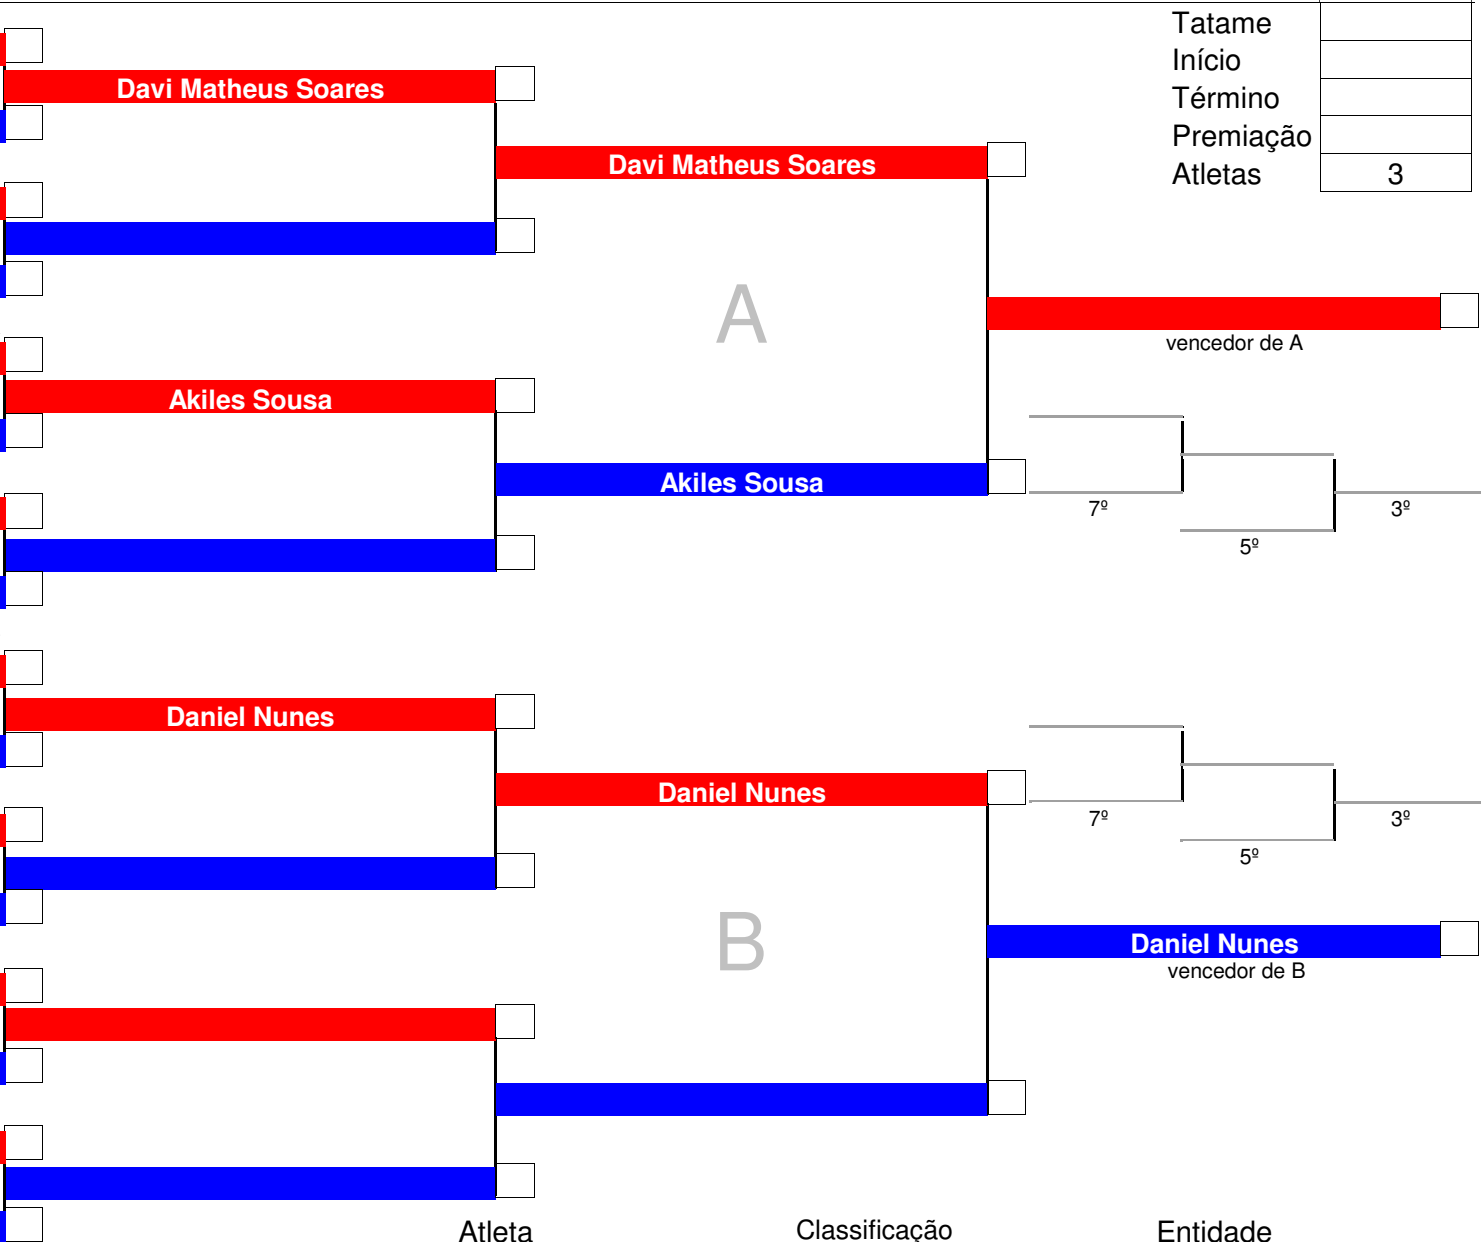 Tatame
Início
Término
Premiação
Atletas 3
Davi Matheus Soares
Davi Matheus Soares
A
vencedor de A
Akiles Sousa
Akiles Sousa
7º
3º
5º
Daniel Nunes
Daniel Nunes
7º
3º
5º
B
Daniel Nunes
vencedor de B
Atleta Classificação Entidade